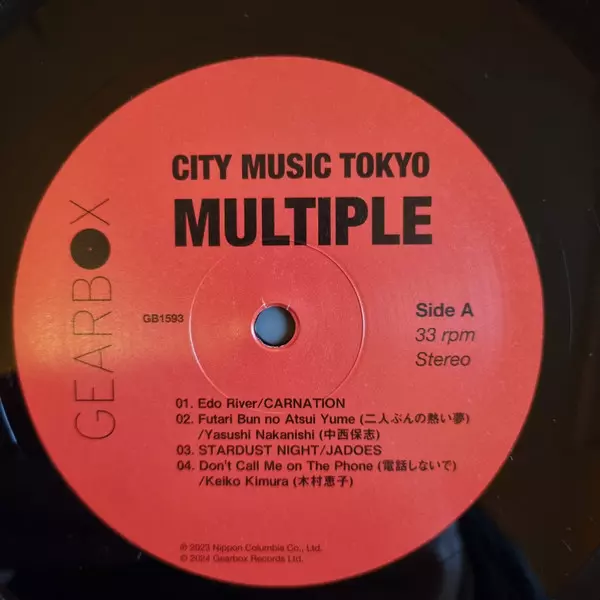 CITY MUSIC TOKYO
MULTIPLE
GEARBOX
GB1593
Side A
33 rpm
Stereo
01. Edo River/CARNATION
02. Futari Bun no Atsui Yume (二人ぶんの熱い夢)
/Yasushi Nakanishi (中西保志)
03. STARDUST NIGHT/JADOES
04. Don't Call Me on The Phone (電話しないで)
/Keiko Kimura (木村恵子)
℗ 2023 Nippon Columbia Co., Ltd.
© 2024 Gearbox Records Ltd.